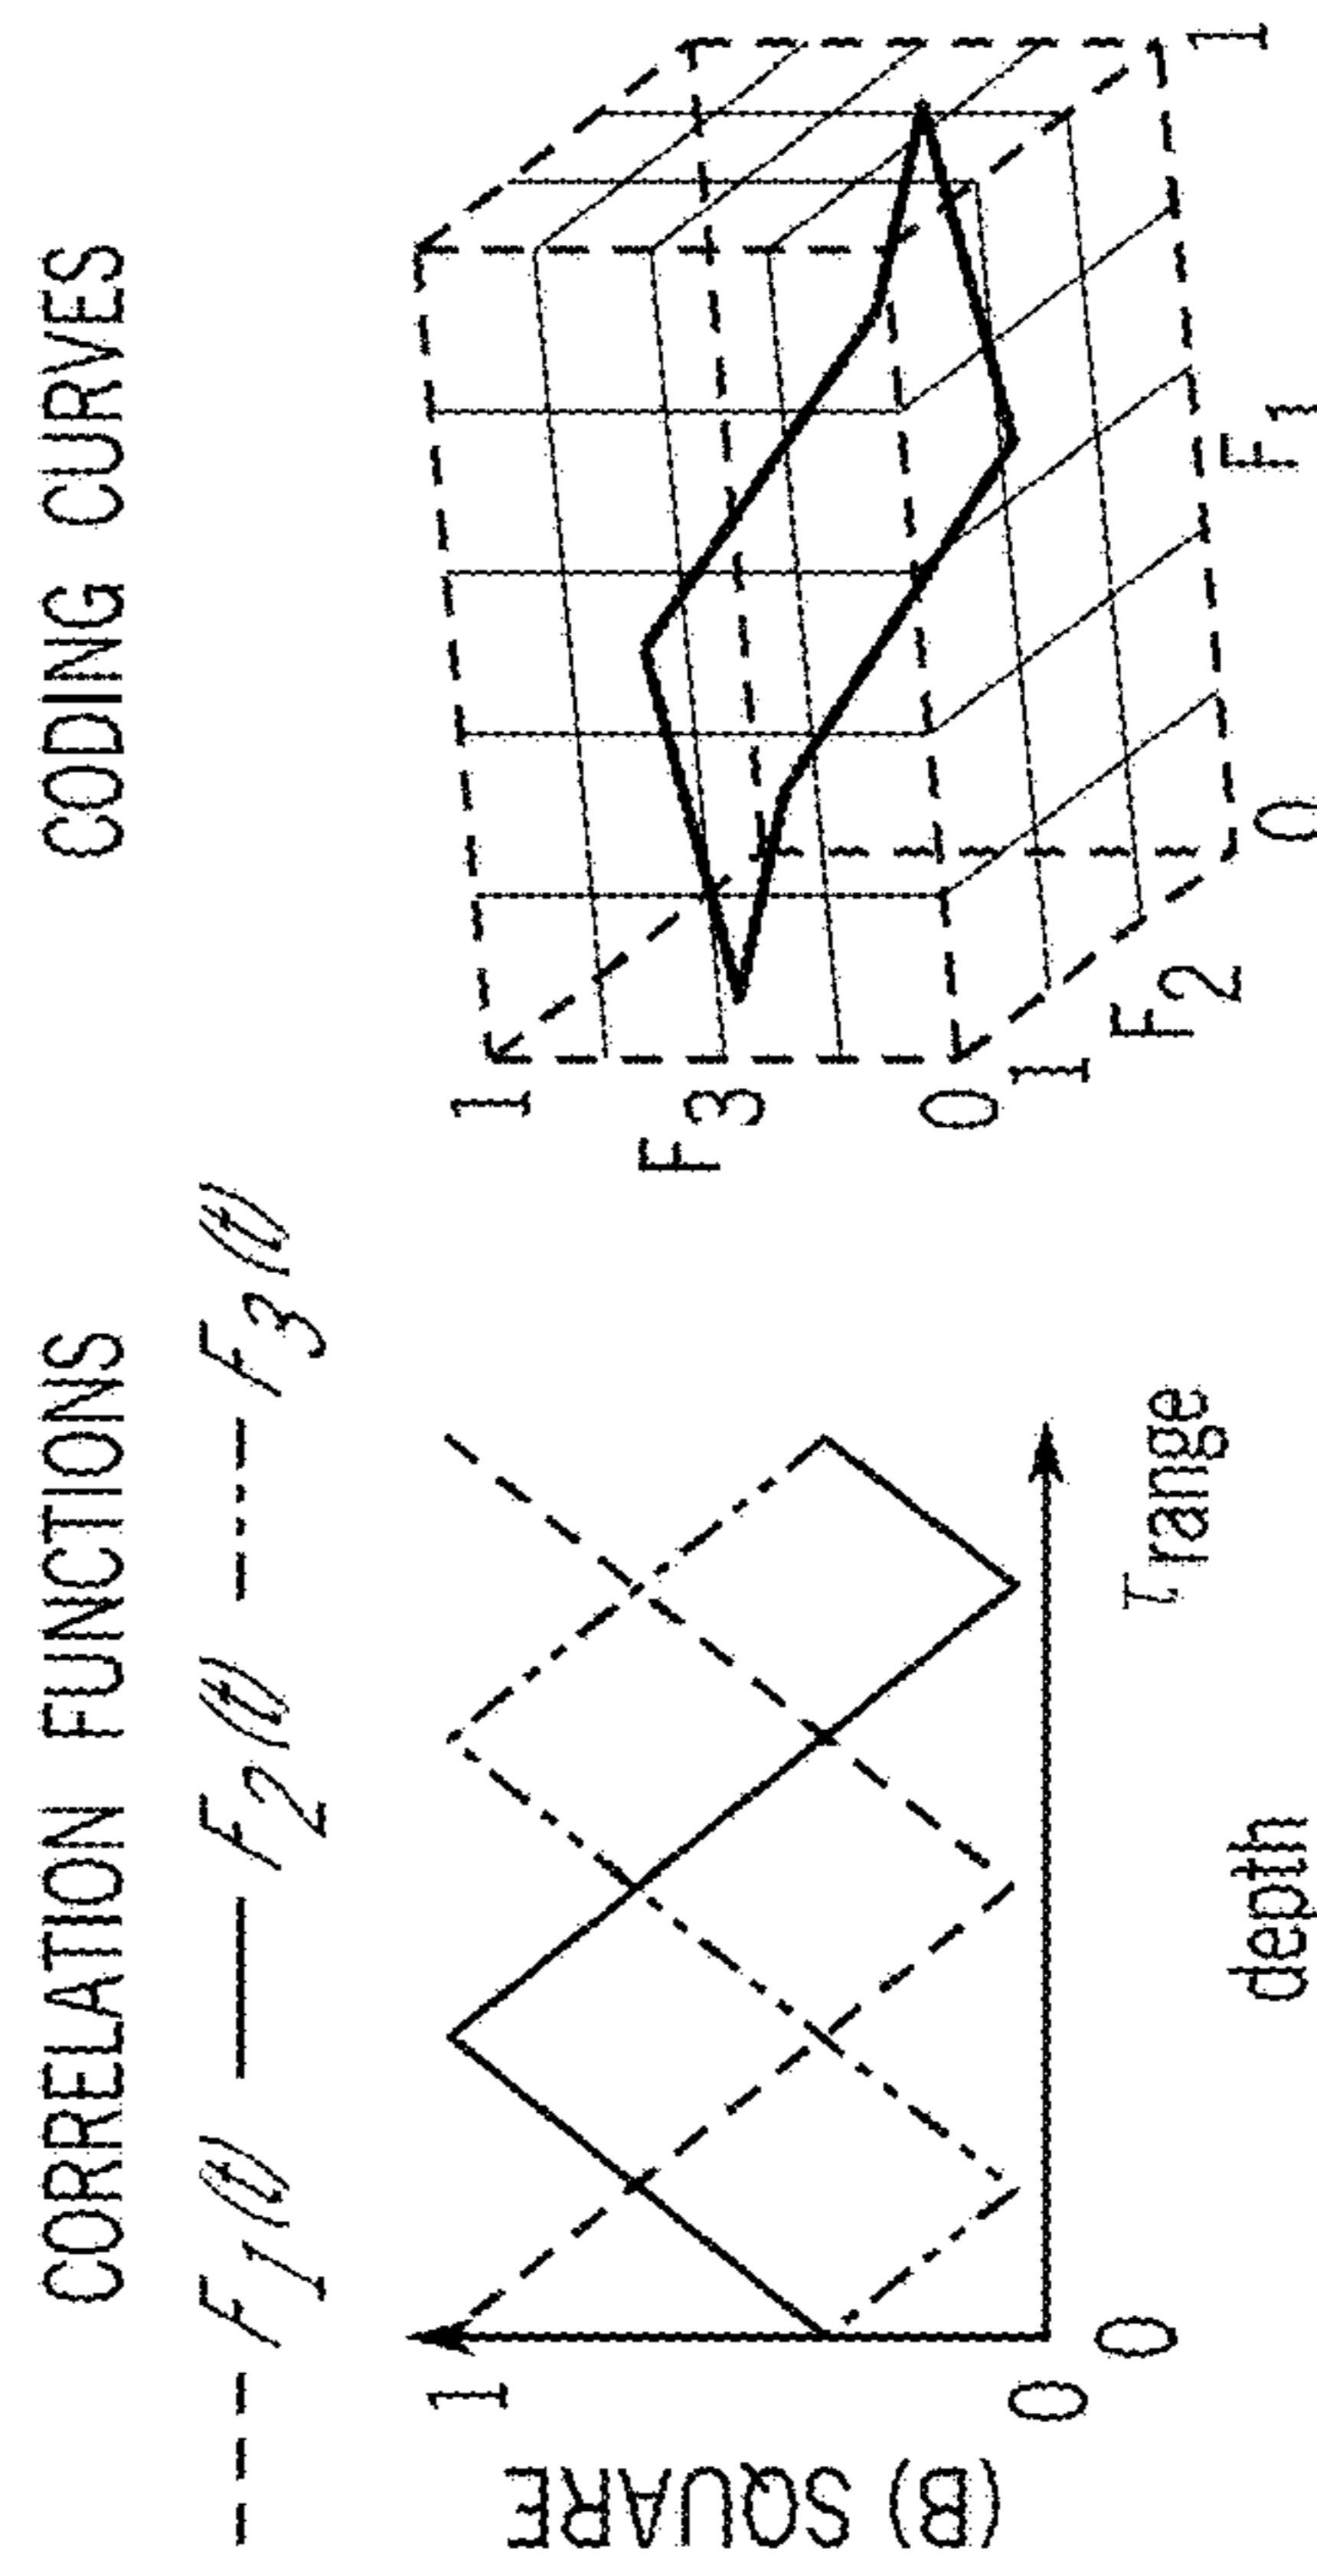 CORRELATION FUNCTIONS
F1(t) F2(t) F3(t)
(B) SQUARE
1
0
0
τrange
depth
CODING CURVES
1
F3
0
1
F2
0
F1
1